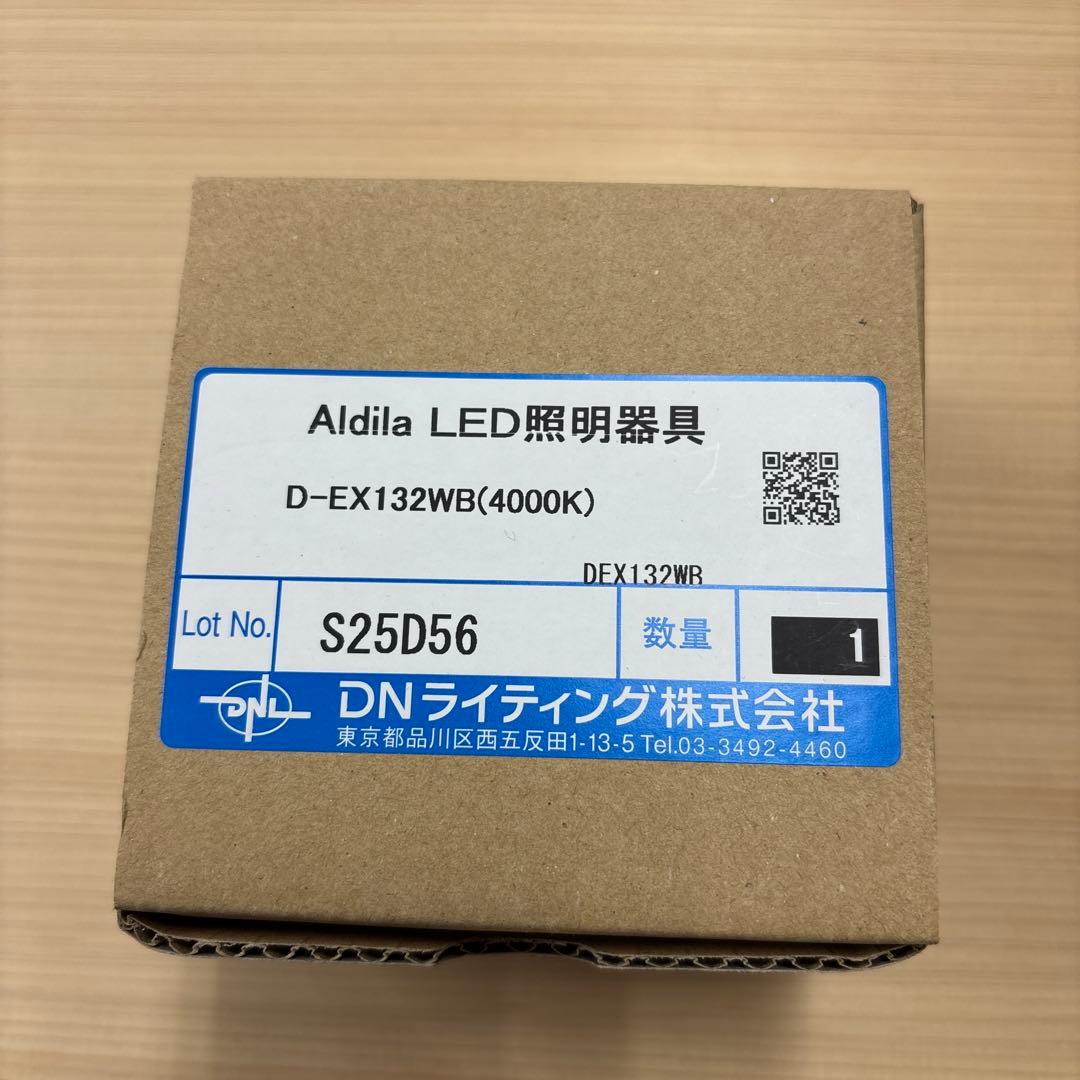 Aldila LED照明器具
D-EX132WB(4000K)
DEX132WB
Lot No. S25D56 数量 1
DNL DNライティング株式会社
東京都品川区西五反田1-13-5 Tel.03-3492-4460